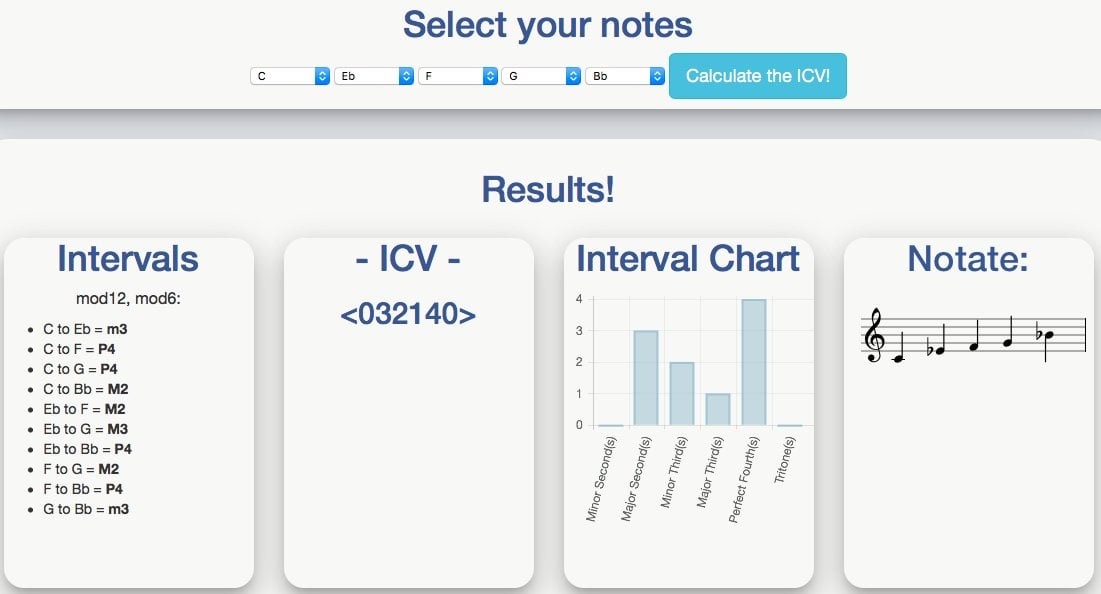 Select your notes
C Eb F G Bb Calculate the ICV!
Results!
Intervals
mod12, mod6:
C to Eb = m3
C to F = P4
C to G = P4
C to Bb = M2
Eb to F = M2
Eb to G = M3
Eb to Bb = P4
F to G = M2
F to Bb = P4
G to Bb = m3
- ICV -
<032140>
Interval Chart
4
3
2
1
0
Minor Second(s)
Major Second(s)
Minor Third(s)
Major Third(s)
Perfect Fourth(s)
Tritone(s)
Notate: